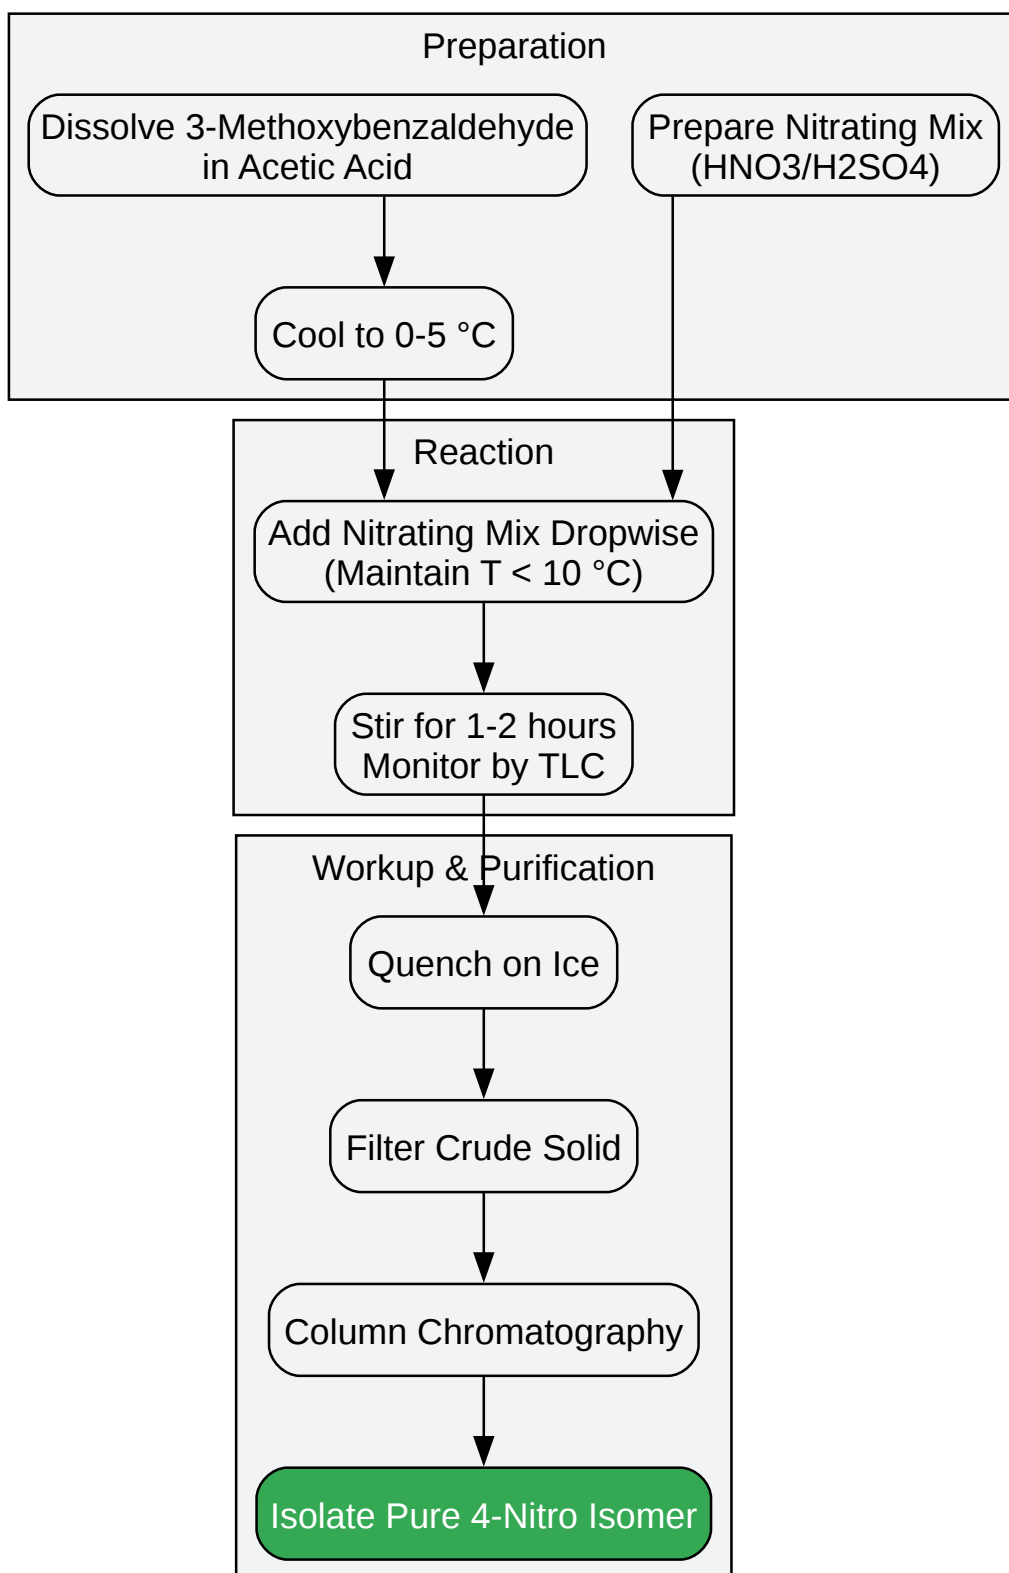 Preparation
Dissolve 3-Methoxybenzaldehyde
in Acetic Acid
Prepare Nitrating Mix
(HNO3/H2SO4)
Cool to 0-5 °C
Reaction
Add Nitrating Mix Dropwise
(Maintain T < 10 °C)
Stir for 1-2 hours
Monitor by TLC
Workup & Purification
Quench on Ice
Filter Crude Solid
Column Chromatography
Isolate Pure 4-Nitro Isomer